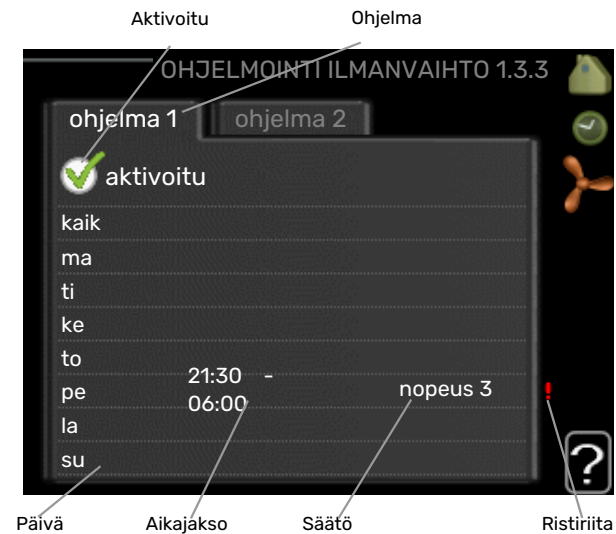 Aktivoitu Ohjelma
OHJELMOINTI ILMANVAIHTO 1.3.3
ohjelma 1 ohjelma 2
aktivoitu
kaik
ma
ti
ke
to
pe 21:30 - nopeus 3 !
06:00
la
su
?
Päivä Aikajakso Säätö Ristiriita